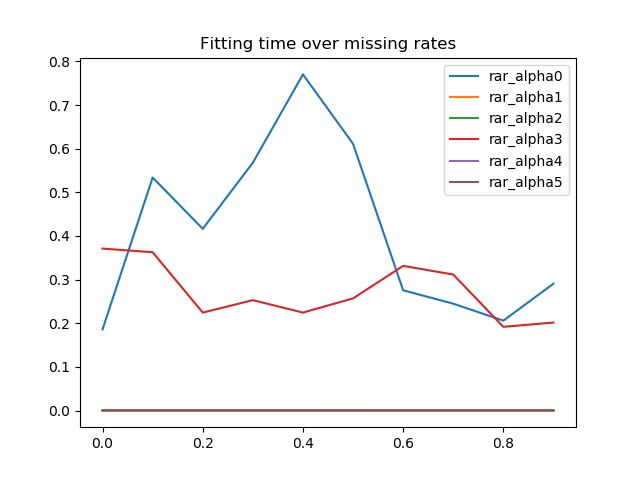 Fitting time over missing rates
0.8
0.7
0.6
0.5
0.4
0.3
0.2
0.1
0.0
rar_alpha0
rar_alpha1
rar_alpha2
rar_alpha3
rar_alpha4
rar_alpha5
0.0 0.2 0.4 0.6 0.8